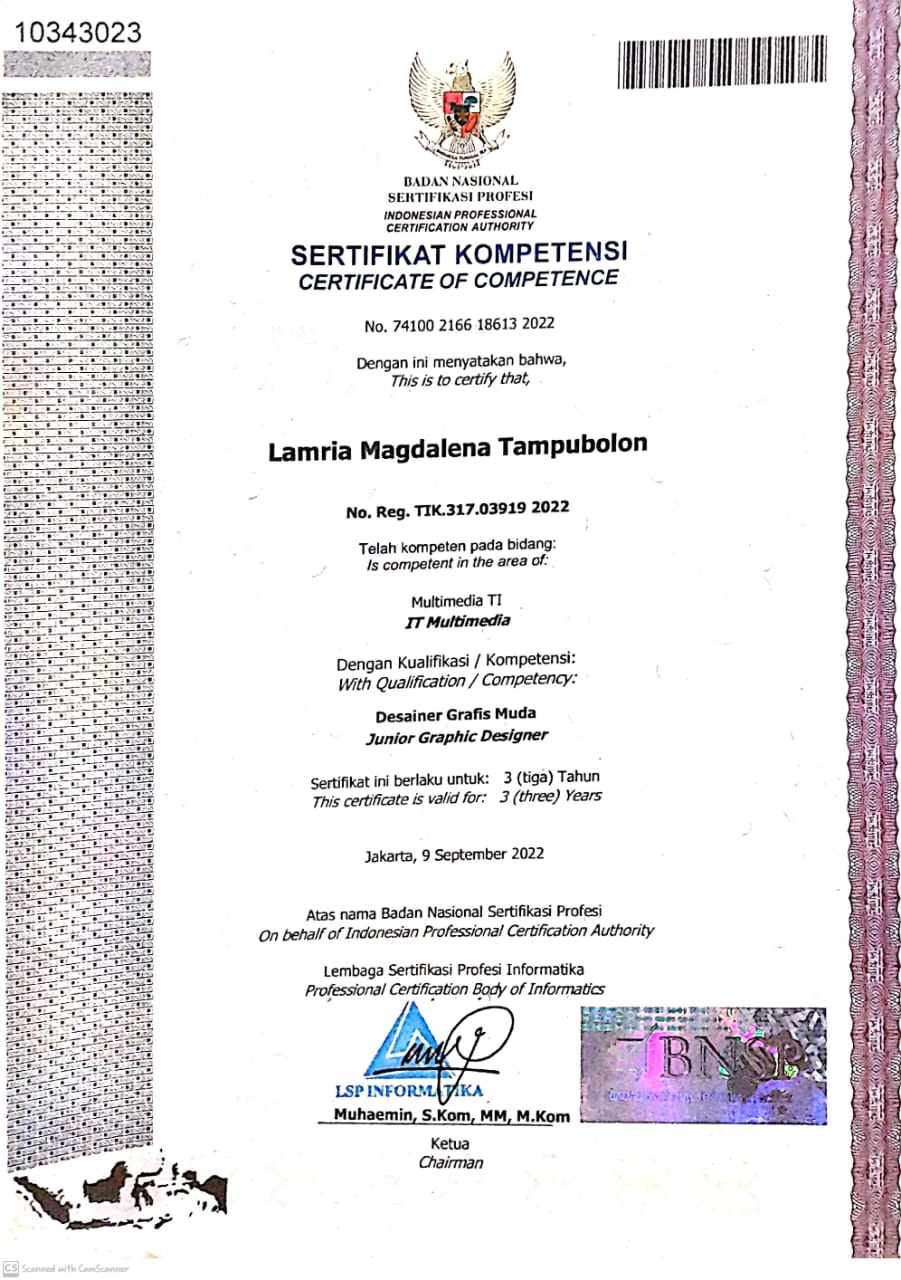 10343023
BADAN NASIONAL
SERTIFIKASI PROFESI
INDONESIAN PROFESSIONAL
CERTIFICATION AUTHORITY
SERTIFIKAT KOMPETENSI
CERTIFICATE OF COMPETENCE
No. 74100 2166 18613 2022
Dengan ini menyatakan bahwa,
This is to certify that,
Lamria Magdalena Tampubolon
No. Reg. TIK.317.03919 2022
Telah kompeten pada bidang:
Is competent in the area of:
Multimedia TI
IT Multimedia
Dengan Kualifikasi / Kompetensi:
With Qualification / Competency:
Desainer Grafis Muda
Junior Graphic Designer
Sertifikat ini berlaku untuk: 3 (tiga) Tahun
This certificate is valid for: 3 (three) Years
Jakarta, 9 September 2022
Atas nama Badan Nasional Sertifikasi Profesi
On behalf of Indonesian Professional Certification Authority
Lembaga Sertifikasi Profesi Informatika
Professional Certification Body of Informatics
LSP INFORMATIKA
BNSP
Muhaemin, S.Kom, MM, M.Kom
Ketua
Chairman
CS Scanned with CamScanner